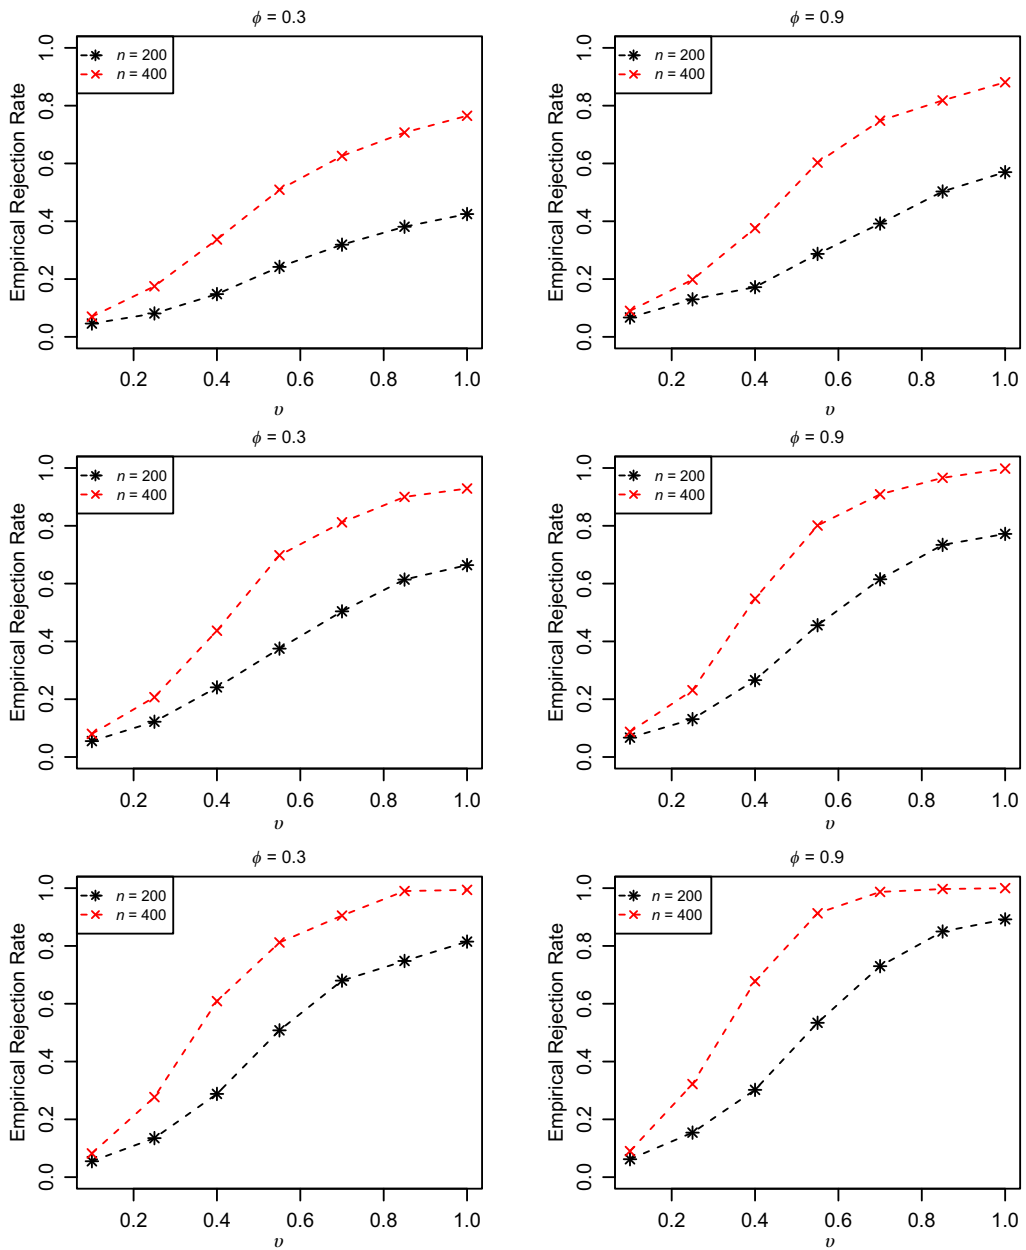 ϕ = 0.3
n = 200
n = 400
Empirical Rejection Rate
0.0 0.2 0.4 0.6 0.8 1.0
0.2 0.4 0.6 0.8 1.0
υ
ϕ = 0.9
n = 200
n = 400
Empirical Rejection Rate
0.0 0.2 0.4 0.6 0.8 1.0
0.2 0.4 0.6 0.8 1.0
υ
ϕ = 0.3
n = 200
n = 400
Empirical Rejection Rate
0.0 0.2 0.4 0.6 0.8 1.0
0.2 0.4 0.6 0.8 1.0
υ
ϕ = 0.9
n = 200
n = 400
Empirical Rejection Rate
0.0 0.2 0.4 0.6 0.8 1.0
0.2 0.4 0.6 0.8 1.0
υ
ϕ = 0.3
n = 200
n = 400
Empirical Rejection Rate
0.0 0.2 0.4 0.6 0.8 1.0
0.2 0.4 0.6 0.8 1.0
υ
ϕ = 0.9
n = 200
n = 400
Empirical Rejection Rate
0.0 0.2 0.4 0.6 0.8 1.0
0.2 0.4 0.6 0.8 1.0
υ